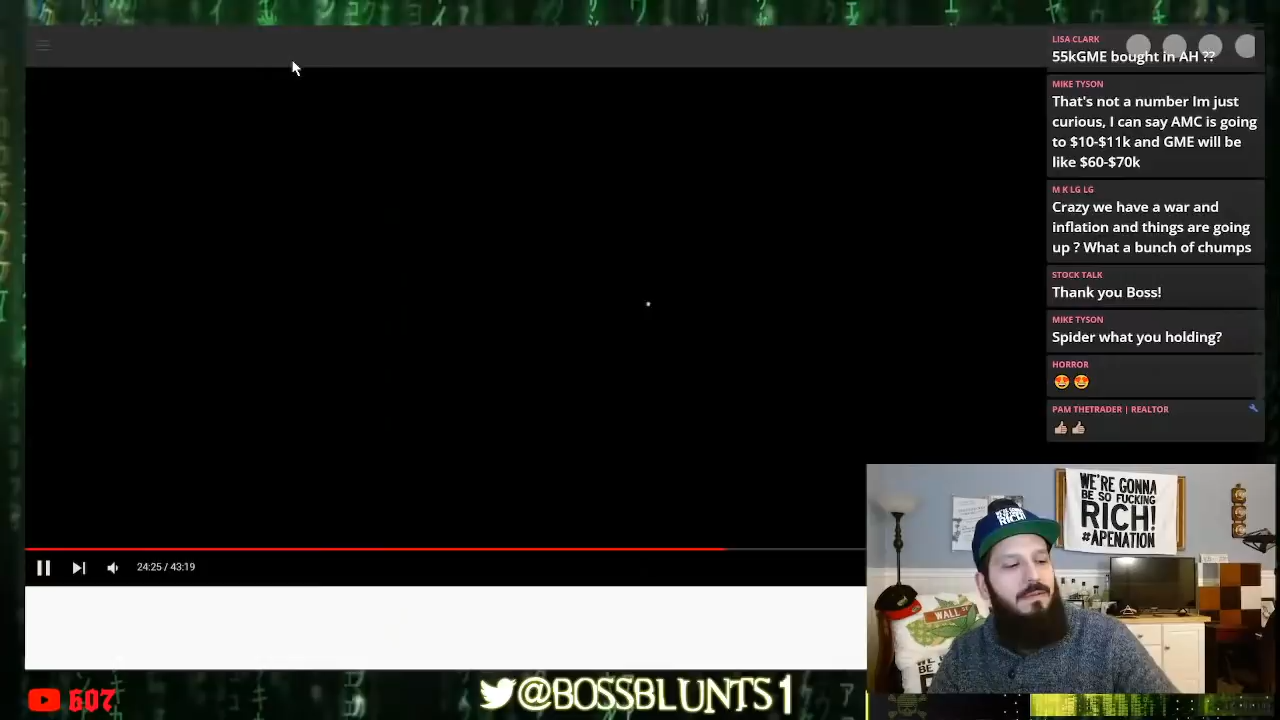 LISA CLARK
55kGME bought in AH ??
MIKE TYSON
That's not a number Im just
curious, I can say AMC is going
to $10-$11k and GME will be
like $60-$70k
M K LG LG
Crazy we have a war and
inflation and things are going
up ? What a bunch of chumps
STOCK TALK
Thank you Boss!
MIKE TYSON
Spider what you holding?
HORROR
😍 😍
PAM THETRADER | REALTOR
👍🏼 👍🏼
24:25 / 43:19
WE'RE GONNA
BE SO FUCKING
RICH!
#APENATION
WALL
607
@BOSSBLUNTS1